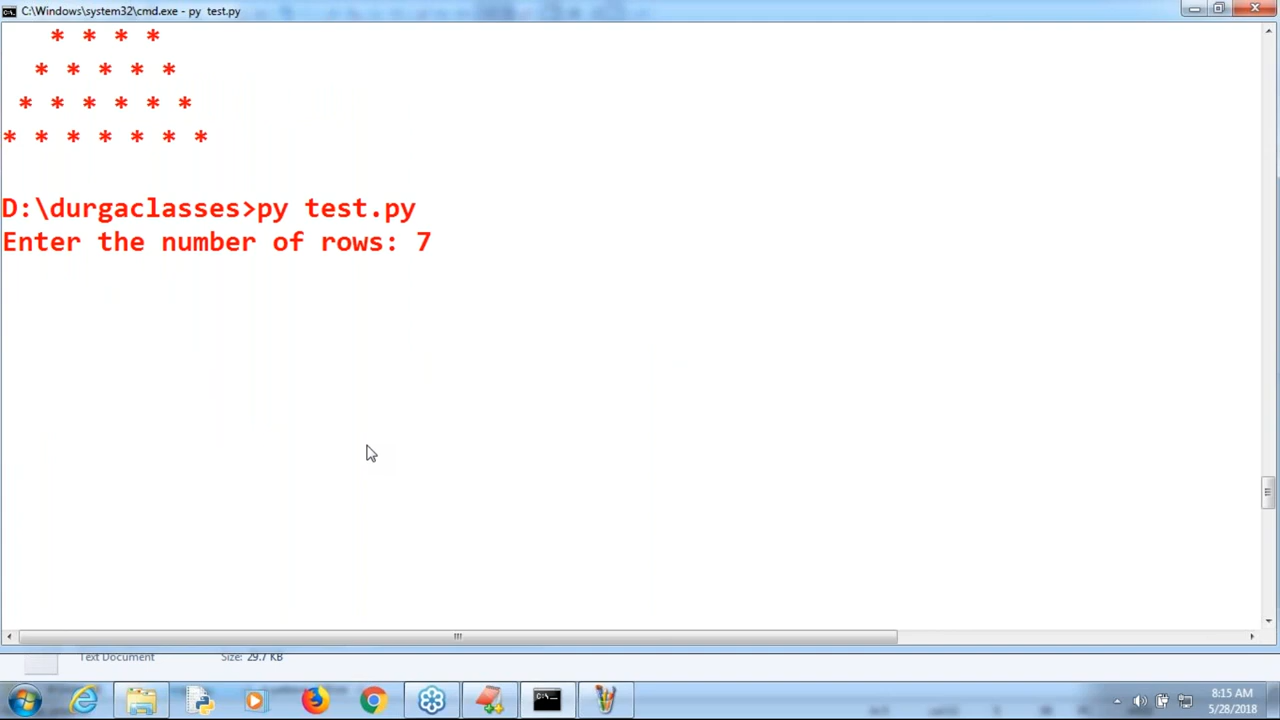 C:\Windows\system32\cmd.exe - py test.py
* * * *
* * * * *
* * * * * *
* * * * * * *
D:\durgaclasses>py test.py
Enter the number of rows: 7
Text Document Size: 29.7 KB
8:15 AM
5/28/2018